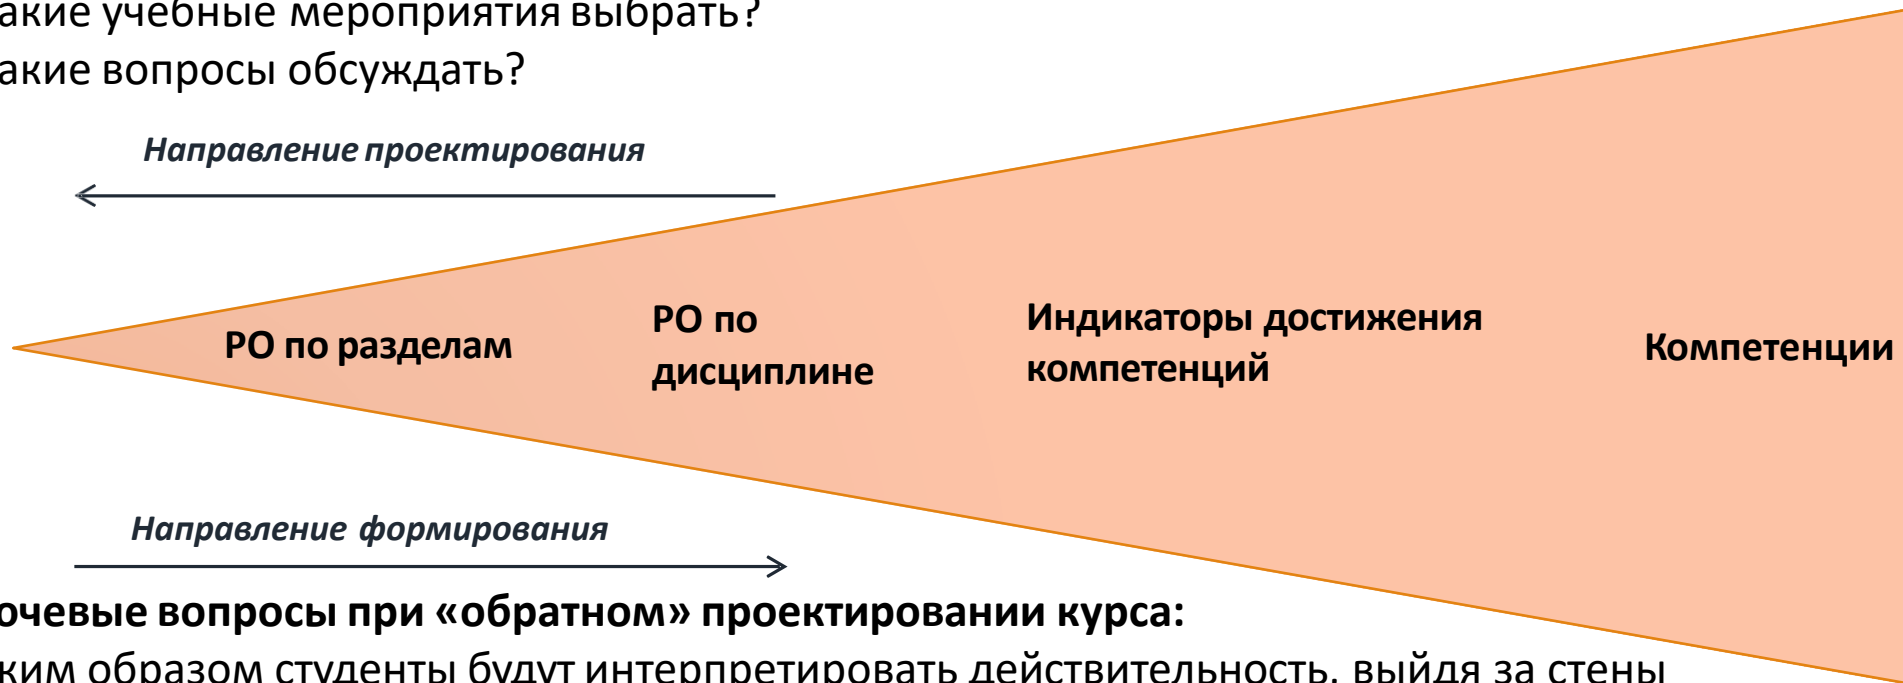 акие учебные мероприятия выбрать?
акие вопросы обсуждать?
Направление проектирования
РО по разделам
РО по
дисциплине
Индикаторы достижения
компетенций
Компетенции
Направление формирования
очевые вопросы при «обратном» проектировании курса:
ким образом студенты будут интерпретировать действительность, выйдя за стены